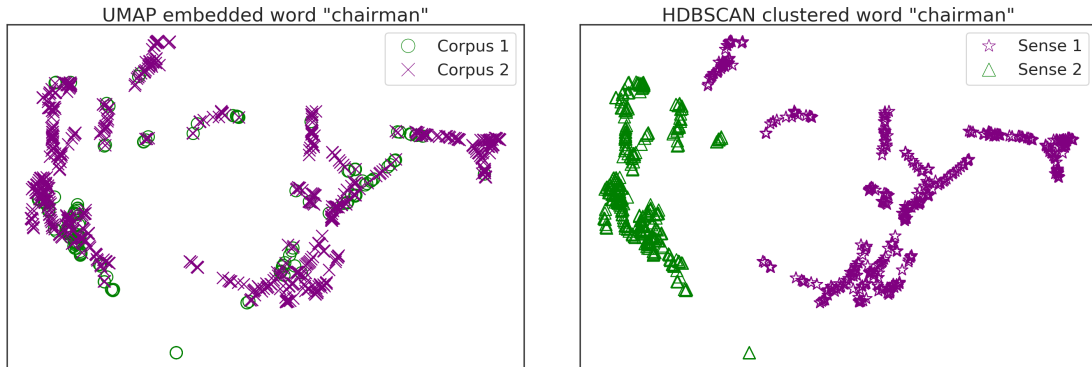 UMAP embedded word "chairman"
Corpus 1
Corpus 2
HDBSCAN clustered word "chairman"
Sense 1
Sense 2